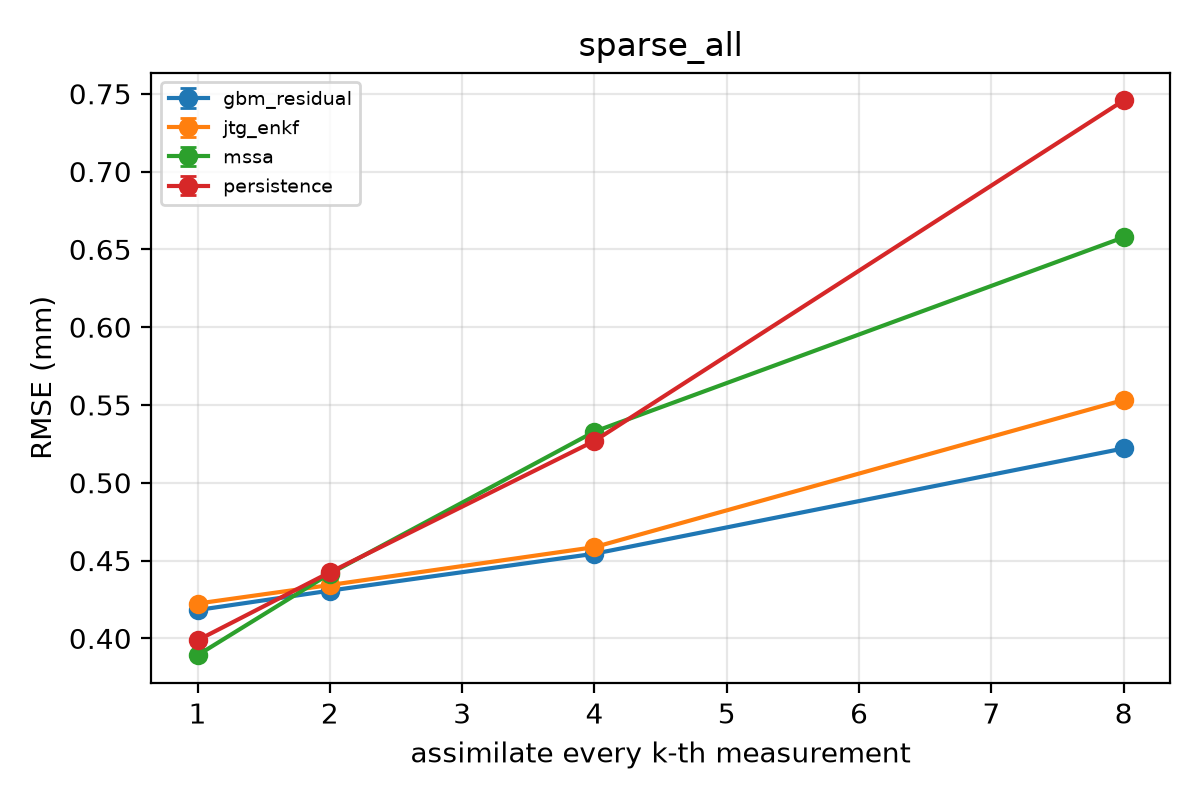 sparse_all
gbm_residual
jtg_enkf
mssa
persistence
RMSE (mm)
0.75
0.70
0.65
0.60
0.55
0.50
0.45
0.40
1 2 3 4 5 6 7 8
assimilate every k-th measurement